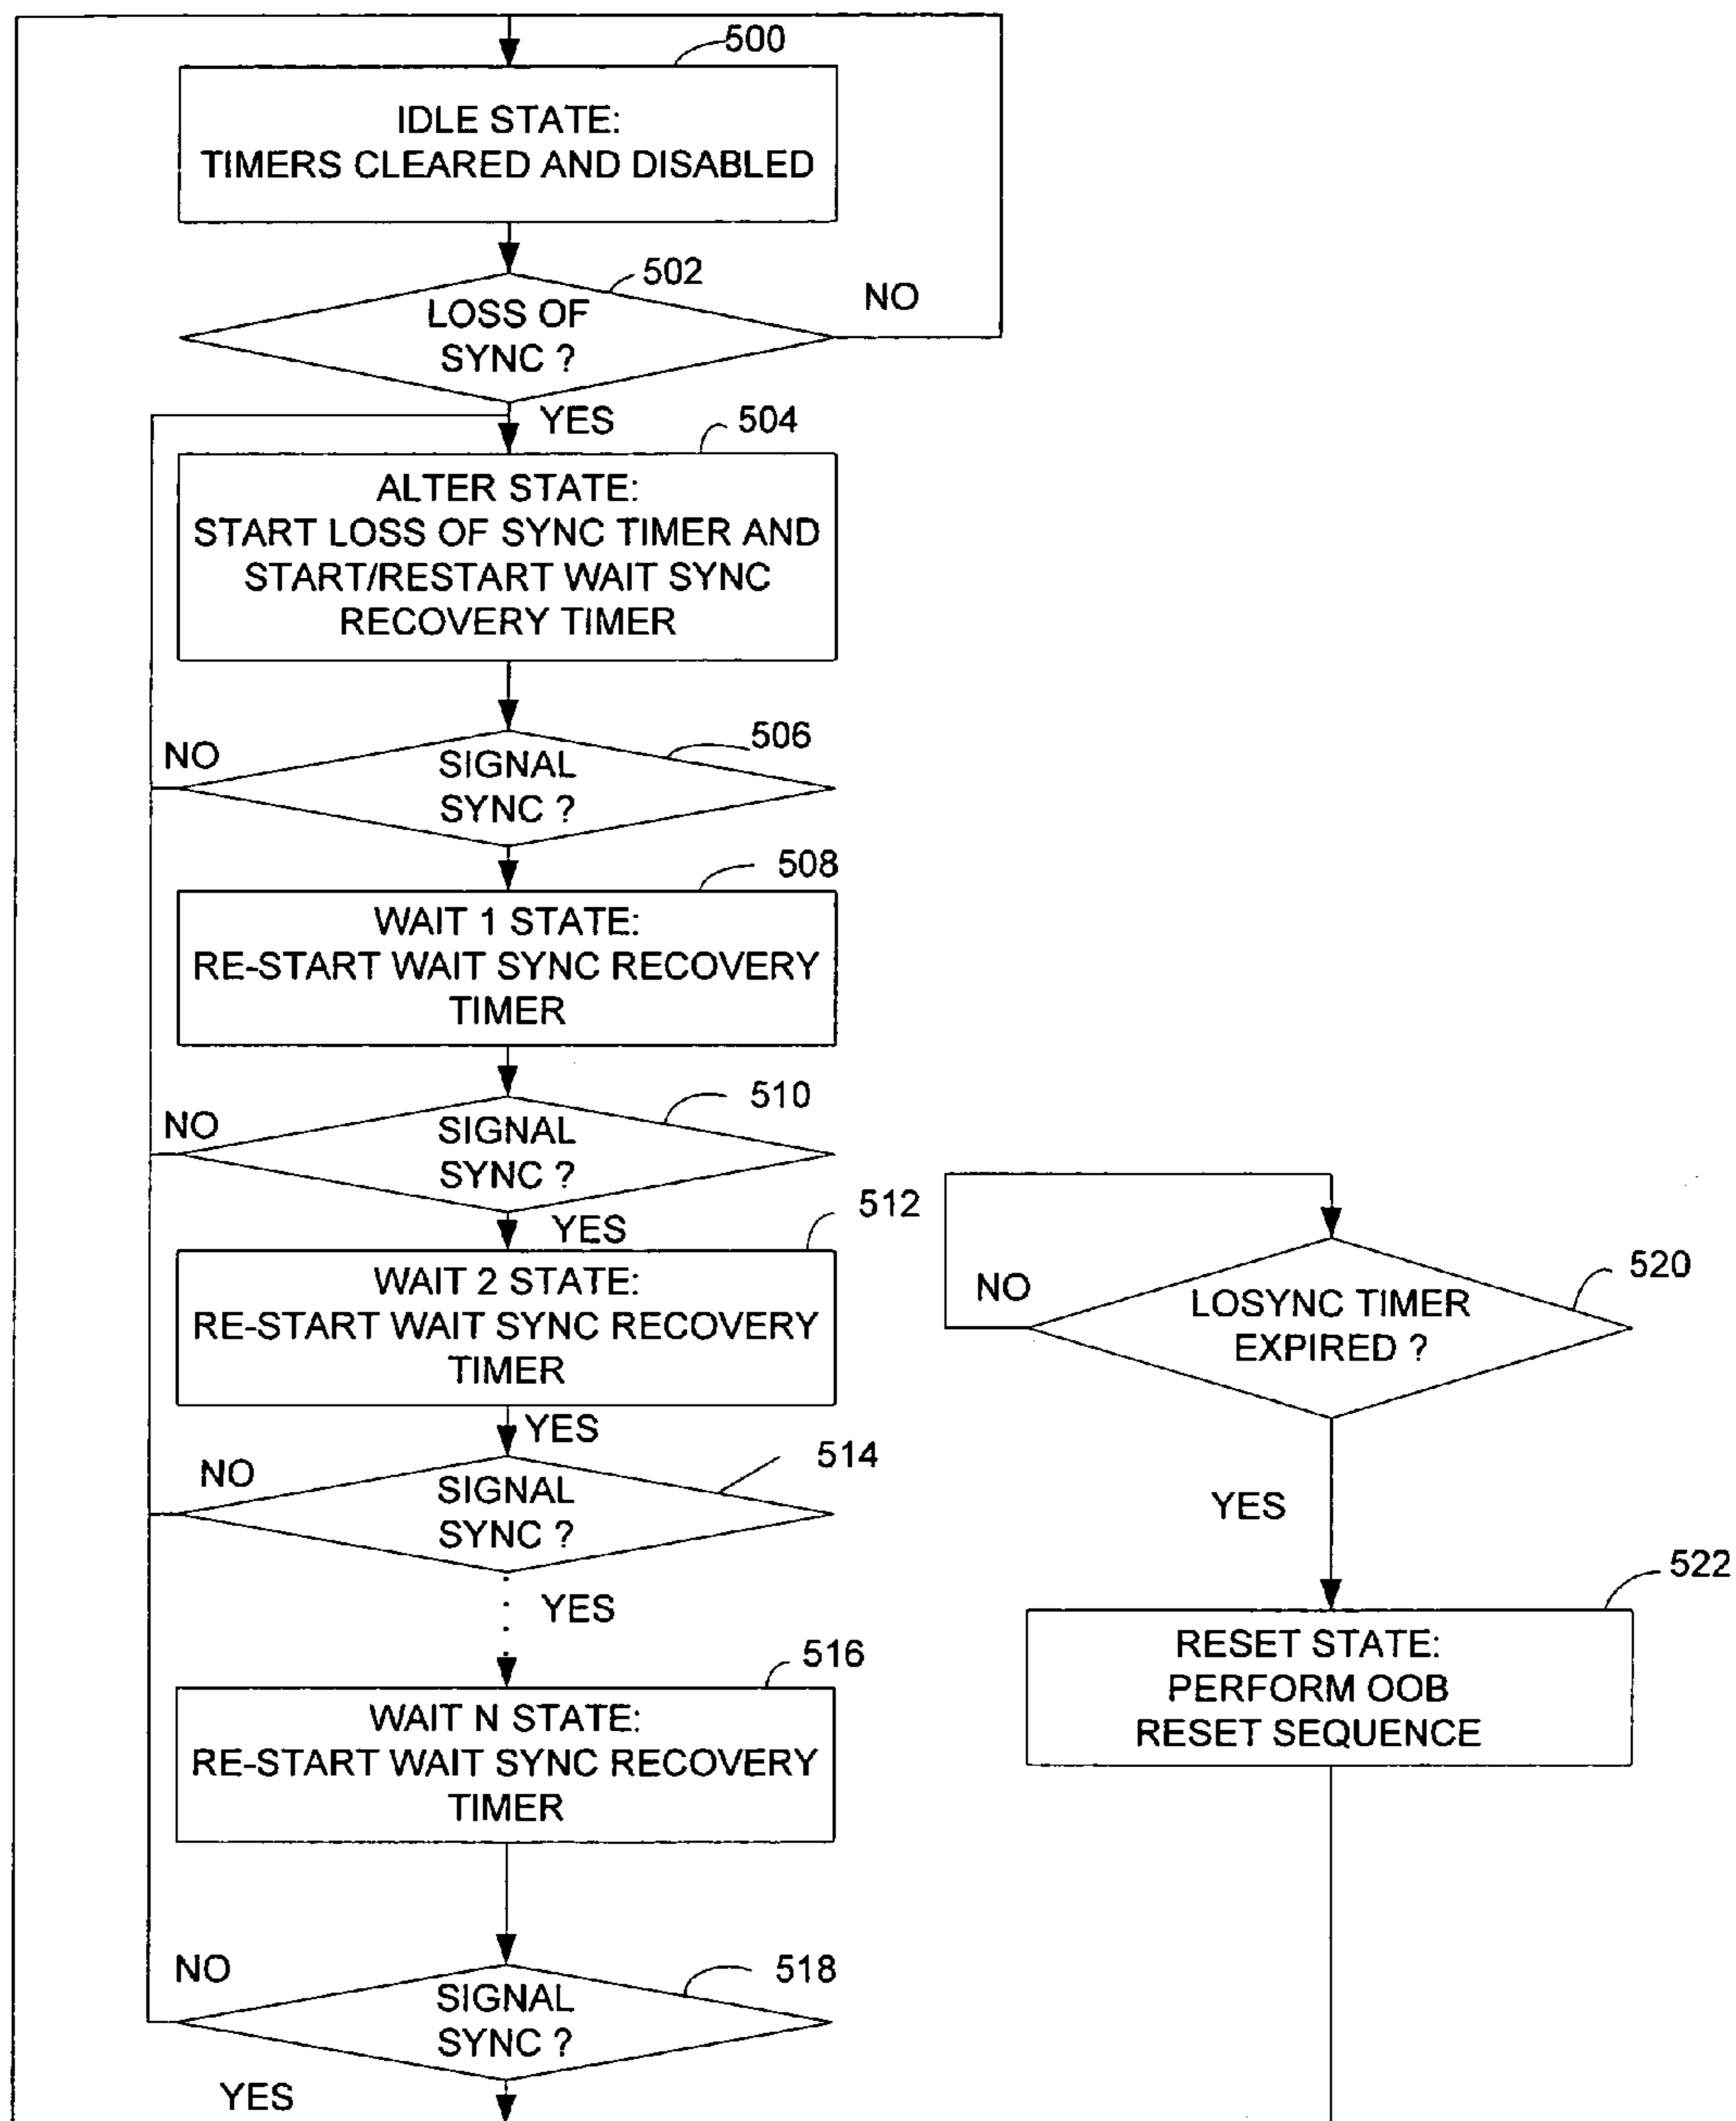 500
IDLE STATE:
TIMERS CLEARED AND DISABLED
502
LOSS OF
SYNC ?
NO
YES
504
ALTER STATE:
START LOSS OF SYNC TIMER AND
START/RESTART WAIT SYNC
RECOVERY TIMER
506
NO
SIGNAL
SYNC ?
508
WAIT 1 STATE:
RE-START WAIT SYNC RECOVERY
TIMER
510
NO
SIGNAL
SYNC ?
YES
512
WAIT 2 STATE:
RE-START WAIT SYNC RECOVERY
TIMER
YES
514
NO
SIGNAL
SYNC ?
YES
516
WAIT N STATE:
RE-START WAIT SYNC RECOVERY
TIMER
518
NO
SIGNAL
SYNC ?
YES
520
NO
LOSYNC TIMER
EXPIRED ?
YES
522
RESET STATE:
PERFORM OOB
RESET SEQUENCE